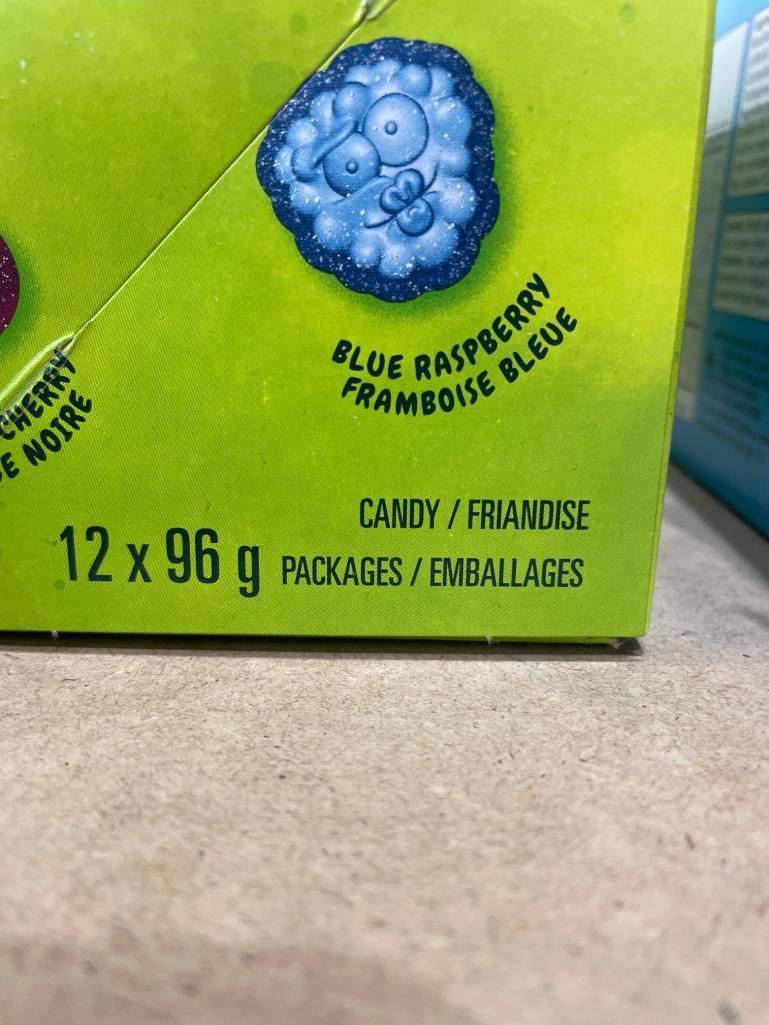 BLUE RASPBERRY
FRAMBOISE BLEUE
CHERRY
NOIRE
CANDY / FRIANDISE
12 x 96 g PACKAGES / EMBALLAGES